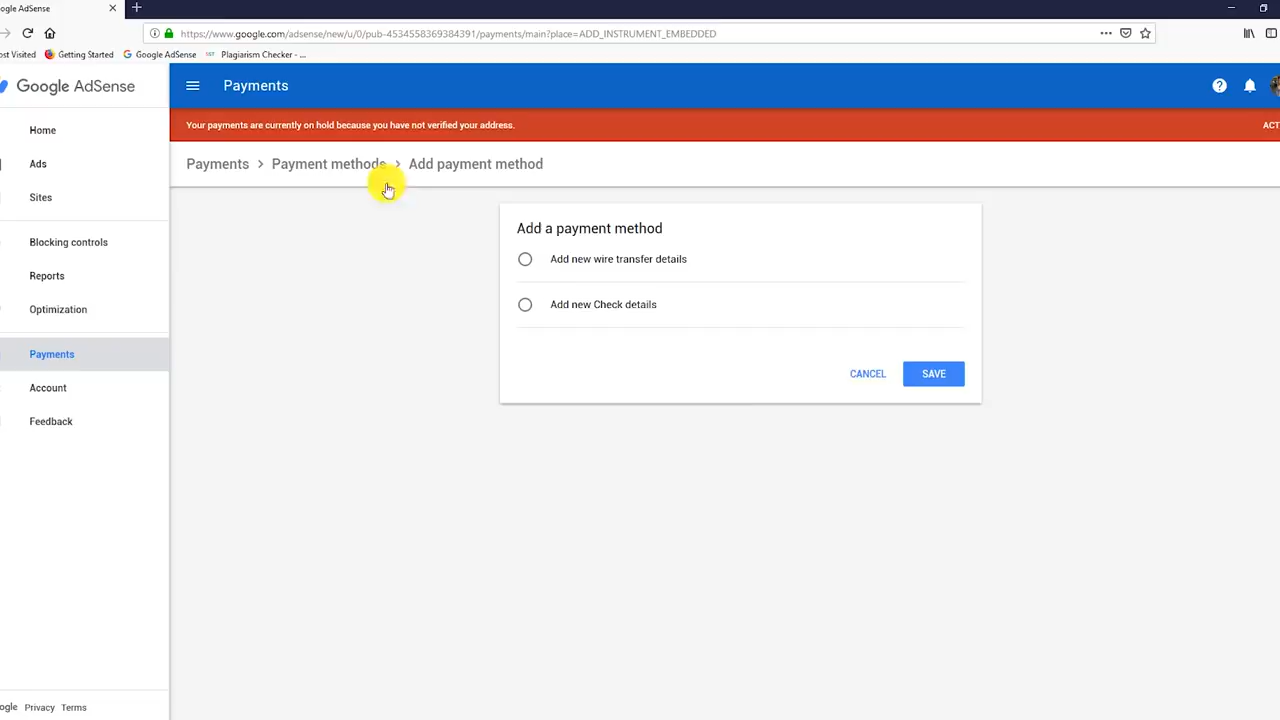 ogle AdSense
https://www.google.com/adsense/new/u/0/pub-4534558369384391/payments/main?place=ADD_INSTRUMENT_EMBEDDED
ost Visited Getting Started Google AdSense Plagiarism Checker - ...
Google AdSense
Payments
Your payments are currently on hold because you have not verified your address. ACT
Payments > Payment methods > Add payment method
Home
Ads
Sites
Blocking controls
Reports
Optimization
Payments
Account
Feedback
Add a payment method
Add new wire transfer details
Add new Check details
CANCEL SAVE
ogle Privacy Terms